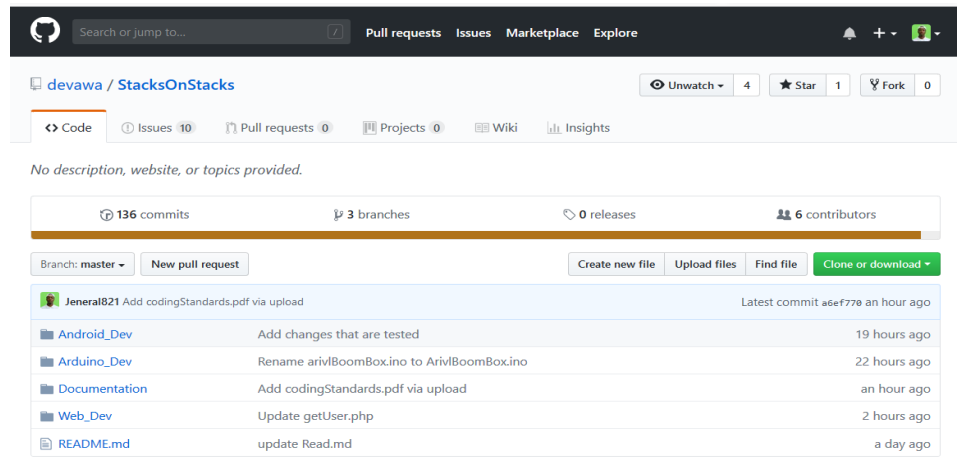 Search or jump to... / Pull requests Issues Marketplace Explore
devawa / StacksOnStacks Unwatch 4 Star 1 Fork 0
<> Code Issues 10 Pull requests 0 Projects 0 Wiki Insights
No description, website, or topics provided.
136 commits 3 branches 0 releases 6 contributors
Branch: master New pull request Create new file Upload files Find file Clone or download
Jeneral821 Add codingStandards.pdf via upload Latest commit a6ef770 an hour ago
Android_Dev Add changes that are tested 19 hours ago
Arduino_Dev Rename arivlBoomBox.ino to ArivlBoomBox.ino 22 hours ago
Documentation Add codingStandards.pdf via upload an hour ago
Web_Dev Update getUser.php 2 hours ago
README.md update Read.md a day ago